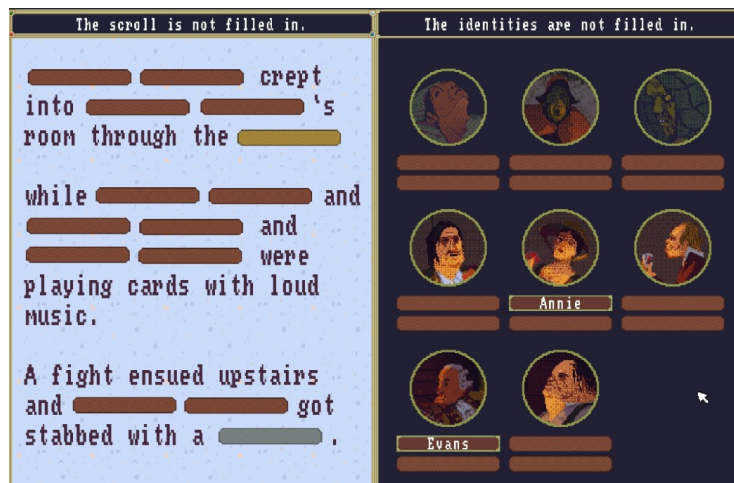 The scroll is not filled in.
crept
into 's
room through the
while and
and
were
playing cards with loud
music.
A fight ensued upstairs
and got
stabbed with a .
The identities are not filled in.
Annie
Evans